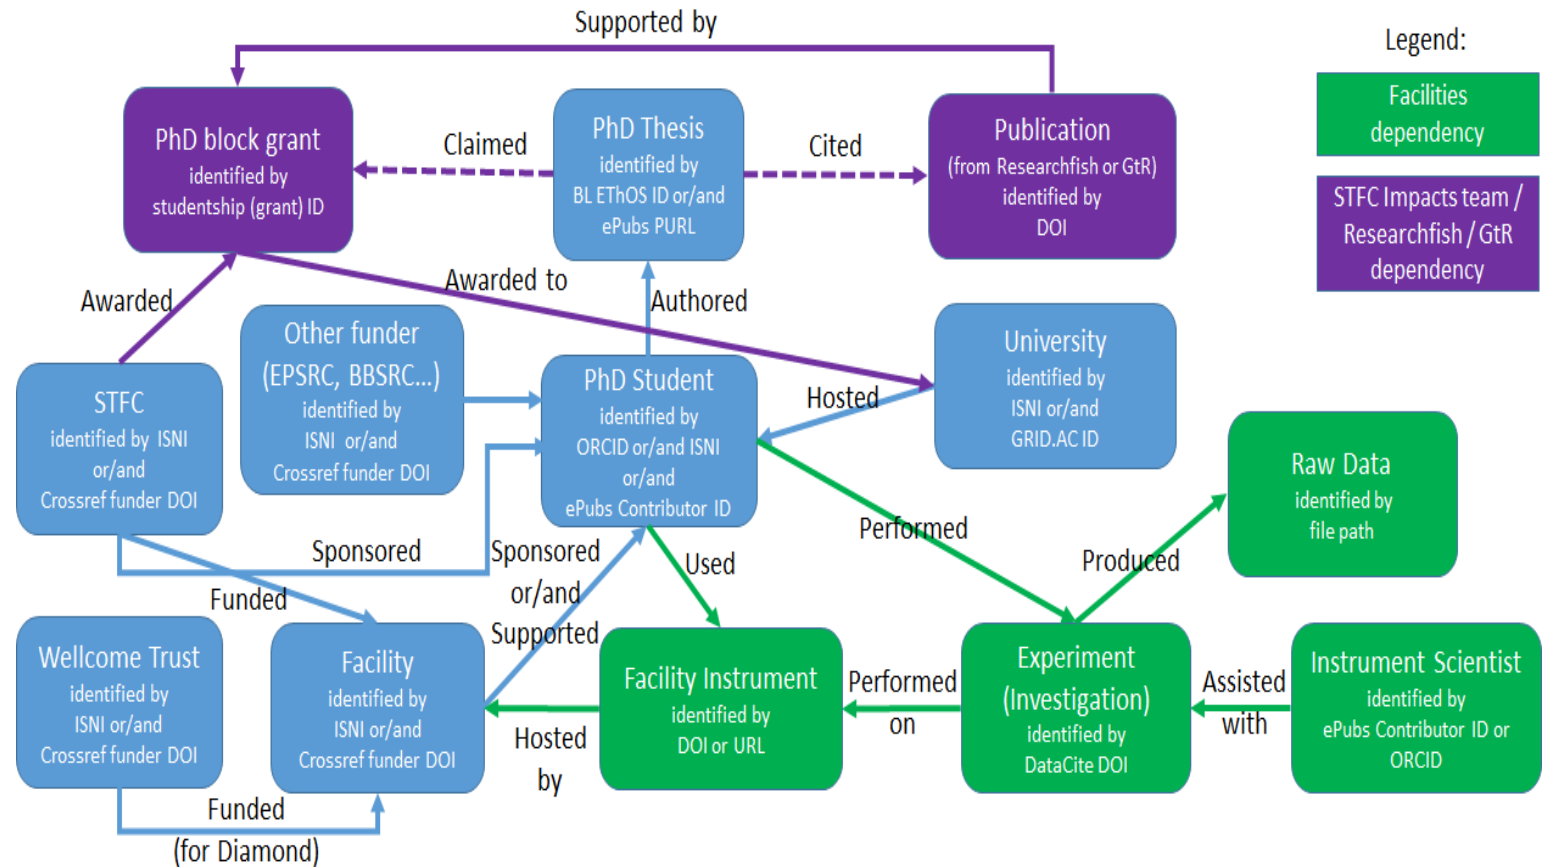 Supported by
Legend:
Facilities
dependency
STFC Impacts team /
Researchfish / GtR
dependency
PhD block grant
identified by
studentship (grant) ID
Claimed
PhD Thesis
identified by
BL EThOS ID or/and
ePubs PURL
Cited
Publication
(from Researchfish or GtR)
identified by
DOI
Awarded
Awarded to
Authored
Other funder
(EPSRC, BBSRC...)
identified by
ISNI or/and
Crossref funder DOI
STFC
identified by ISNI
or/and
Crossref funder DOI
PhD Student
identified by
ORCID or/and ISNI
or/and
ePubs Contributor ID
Hosted
University
identified by
ISNI or/and
GRID.AC ID
Raw Data
identified by
file path
Sponsored
Sponsored
or/and
Supported
Used
Performed
Produced
Funded
Wellcome Trust
identified by
ISNI or/and
Crossref funder DOI
Facility
identified by
ISNI or/and
Crossref funder DOI
Hosted
by
Facility Instrument
identified by
DOI or URL
Performed
on
Experiment
(Investigation)
identified by
DataCite DOI
Assisted
with
Instrument Scientist
identified by
ePubs Contributor ID or
ORCID
Funded
(for Diamond)